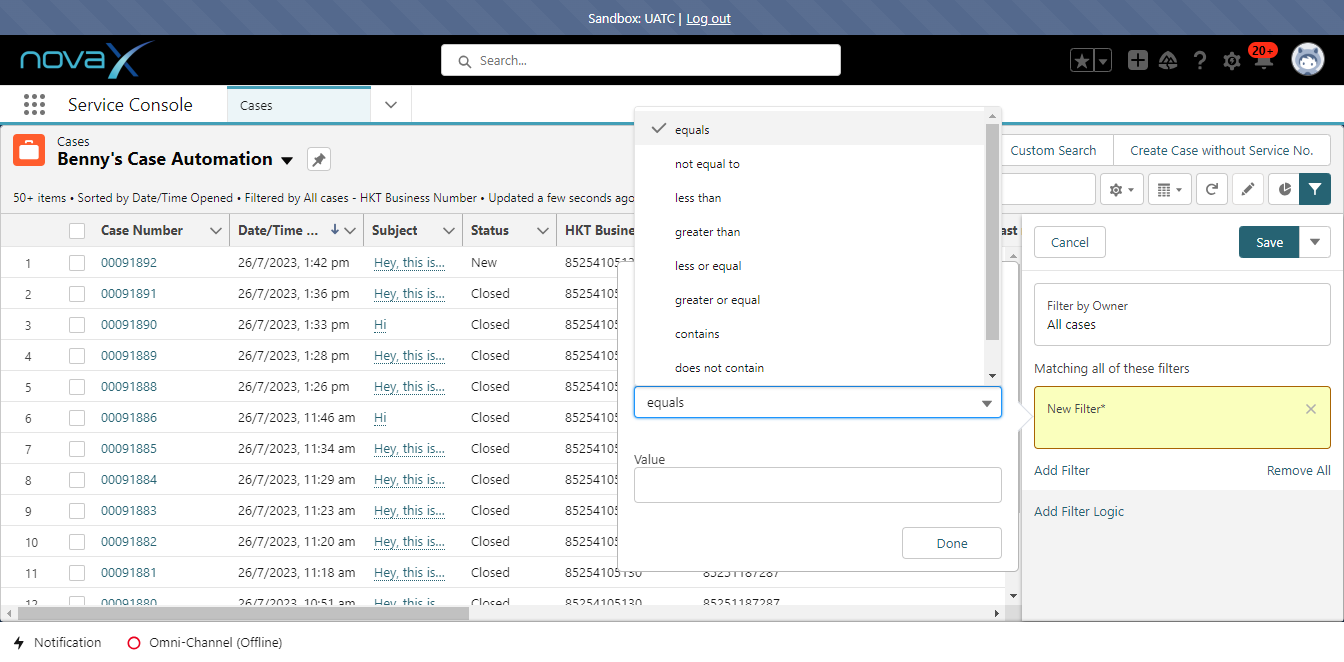 Sandbox: UATC | Log out
novaX
Search...
20+
Service Console
Cases
Cases
Benny's Case Automation
Custom Search
Create Case without Service No.
50+ items • Sorted by Date/Time Opened • Filtered by All cases - HKT Business Number • Updated a few seconds ago
Case Number
Date/Time ...
Subject
Status
HKT Busine
ast
1 00091892 26/7/2023, 1:42 pm Hey, this is... New
2 00091891 26/7/2023, 1:36 pm Hey, this is... Closed
3 00091890 26/7/2023, 1:33 pm Hi Closed
4 00091889 26/7/2023, 1:28 pm Hey, this is... Closed
5 00091888 26/7/2023, 1:26 pm Hey, this is... Closed
6 00091886 26/7/2023, 11:46 am Hi Closed
7 00091885 26/7/2023, 11:34 am Hey, this is... Closed
8 00091884 26/7/2023, 11:29 am Hey, this is... Closed
9 00091883 26/7/2023, 11:23 am Hey, this is... Closed
10 00091882 26/7/2023, 11:20 am Hey, this is... Closed
11 00091881 26/7/2023, 11:18 am Hey, this is... Closed 85254105130 85251187287
12 00091880 26/7/2023, 10:51 am Hey, this is... Closed 85254105130 85251187287
equals
not equal to
less than
greater than
less or equal
greater or equal
contains
does not contain
equals
Value
Done
Cancel
Save
Filter by Owner
All cases
Matching all of these filters
New Filter*
Add Filter
Remove All
Add Filter Logic
Notification
Omni-Channel (Offline)